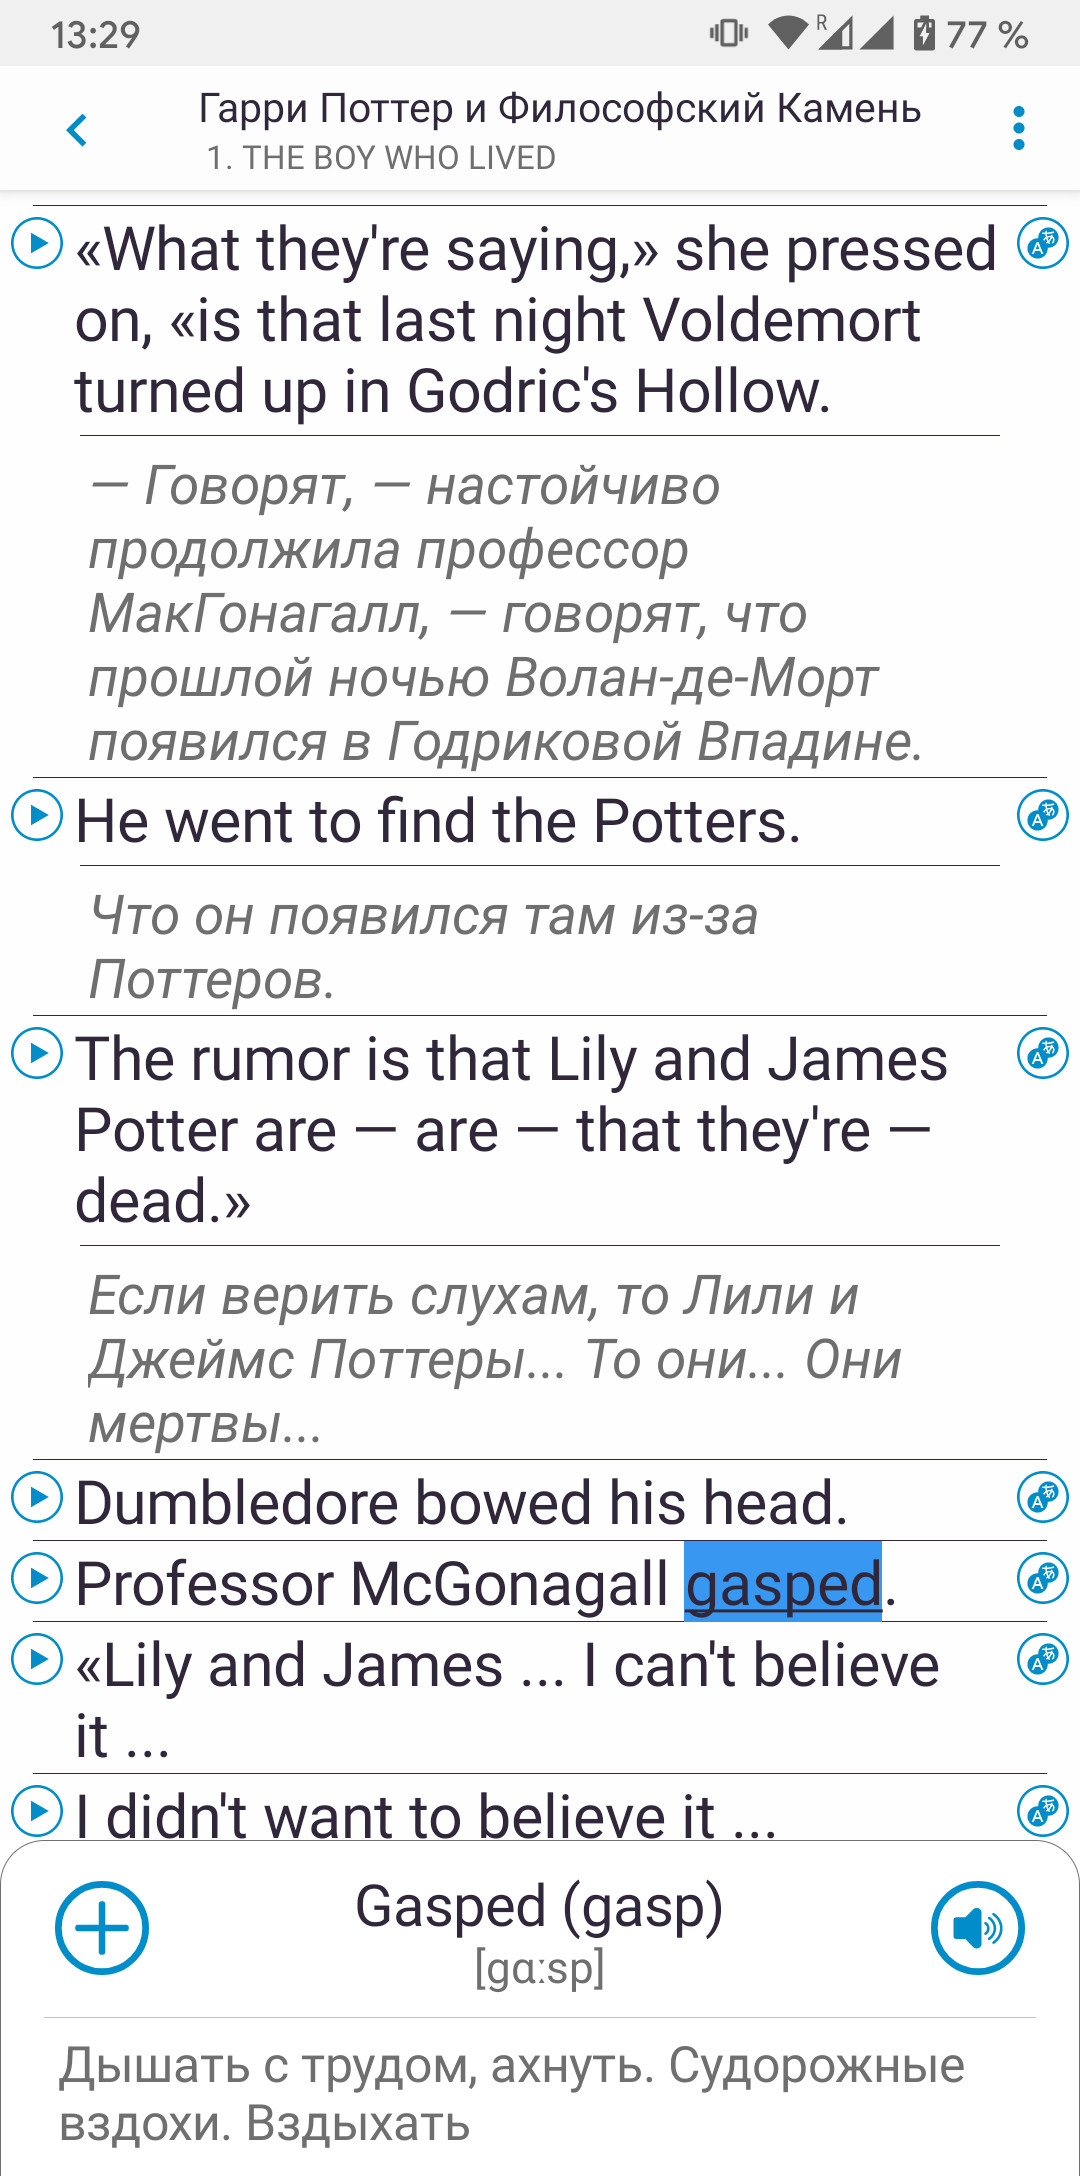 13:29
R
77 %
Гарри Поттер и Философский Камень
1. THE BOY WHO LIVED
«What they're saying,» she pressed
on, «is that last night Voldemort
turned up in Godric's Hollow.
— Говорят, — настойчиво
продолжила профессор
МакГонагалл, — говорят, что
прошлой ночью Волан-де-Морт
появился в Годриковой Впадине.
He went to find the Potters.
Что он появился там из-за
Поттеров.
The rumor is that Lily and James
Potter are — are — that they're —
dead.»
Если верить слухам, то Лили и
Джеймс Поттеры... То они... Они
мертвы...
Dumbledore bowed his head.
Professor McGonagall gasped.
«Lily and James ... I can't believe
it ...
I didn't want to believe it ...
Gasped (gasp)
[gɑːsp]
Дышать с трудом, ахнуть. Судорожные
вздохи. Вздыхать